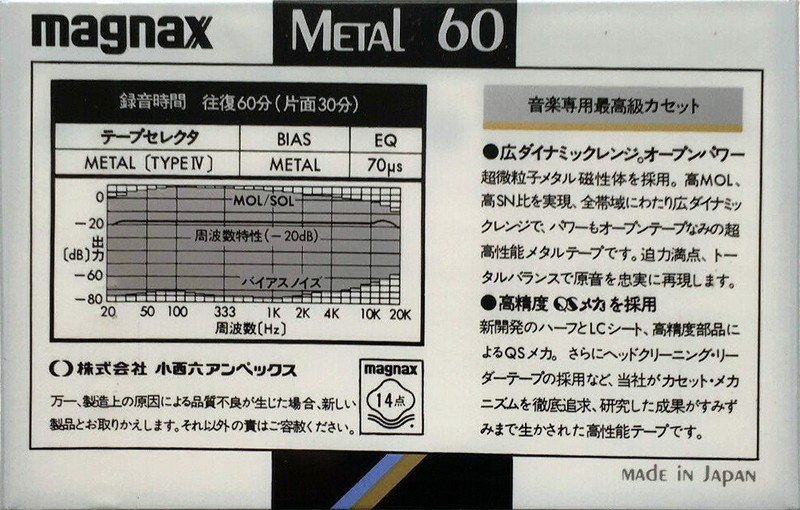 magnax METAL 60
録音時間 往復60分(片面30分)
テープセレクタ BIAS EQ
METAL〔TYPE Ⅳ〕 METAL 70μs
0
-20
出力〔dB〕
-60
-80
MOL/SOL
周波数特性(-20dB)
バイアスノイズ
20 50 100 333 1K 2K 4K 10K 20K
周波数〔Hz〕
株式会社 小西六アンペックス
万一、製造上の原因による品質不良が生じた場合、新しい
製品とお取りかえします。それ以外の責はご容赦ください。
magnax
14点
音楽専用最高級カセット
●広ダイナミックレンジ。オープンパワー
超微粒子メタル磁性体を採用。高MOL、
高SN比を実現、全帯域にわたり広ダイナミッ
クレンジで、パワーもオープンテープなみの超
高性能メタルテープです。迫力満点、トー
タルバランスで原音を忠実に再現します。
●高精度 QSメカを採用
新開発のハーフとLCシート、高精度部品に
よるQSメカ。さらにヘッドクリーニング・リー
ダーテープの採用など、当社がカセット・メカ
ニズムを徹底追求、研究した成果がすみず
みまで生かされた高性能テープです。
MADE IN JAPAN